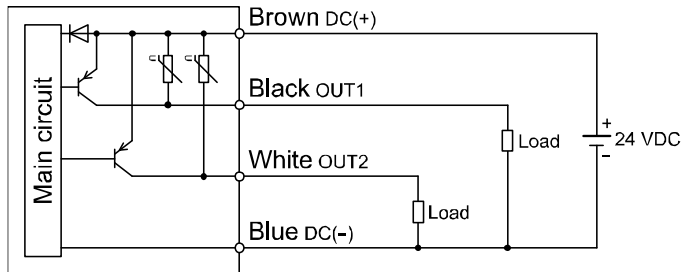 Main circuit
Brown DC(+)
Black OUT1
White OUT2
Blue DC(−)
Load
Load
+
24 VDC
−